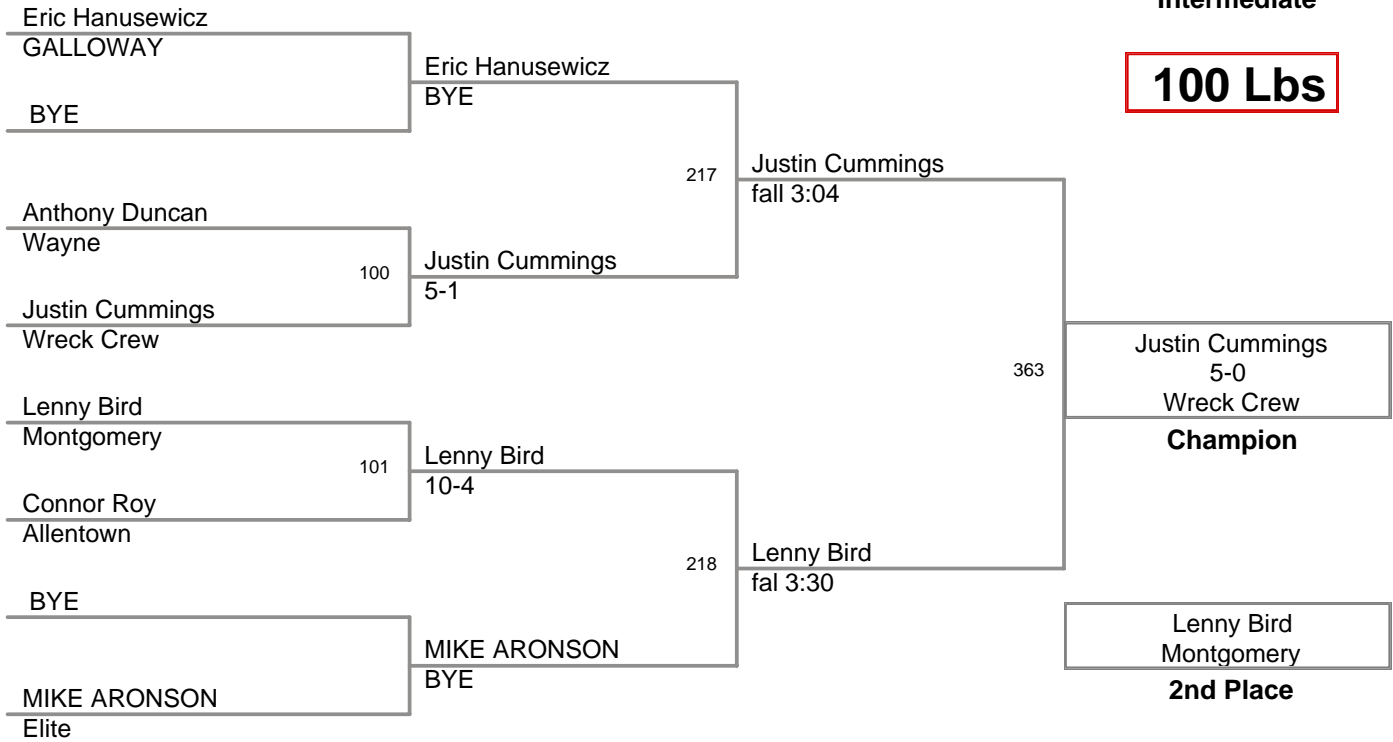 Intermediate
100 Lbs
Eric Hanusewicz
GALLOWAY
BYE
Anthony Duncan
Wayne
100
Justin Cummings
Wreck Crew
Lenny Bird
Montgomery
101
Connor Roy
Allentown
BYE
MIKE ARONSON
Elite
Eric Hanusewicz
BYE
217
Justin Cummings
5-1
Lenny Bird
10-4
218
MIKE ARONSON
BYE
Justin Cummings
fall 3:04
363
Lenny Bird
fal 3:30
Justin Cummings
5-0
Wreck Crew
Champion
Lenny Bird
Montgomery
2nd Place